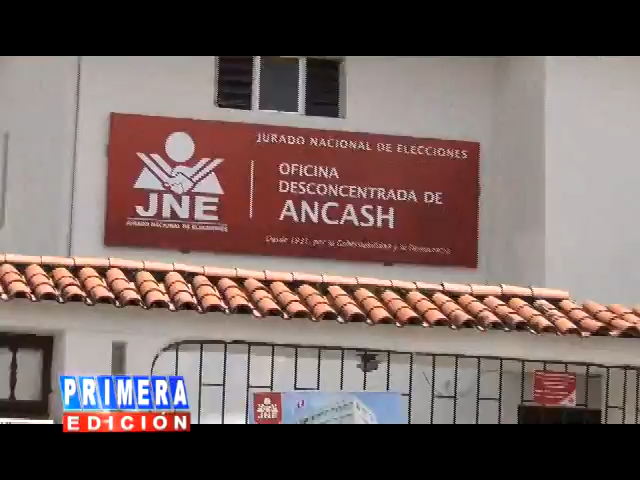 JURADO NACIONAL DE ELECCIONES
JNE
JURADO NACIONAL DE ELECCIONES
OFICINA
DESCONCENTRADA DE
ANCASH
Desde 1931, por la Gobernabilidad y la Democracia
JNE
PRIMERA
EDICIÓN